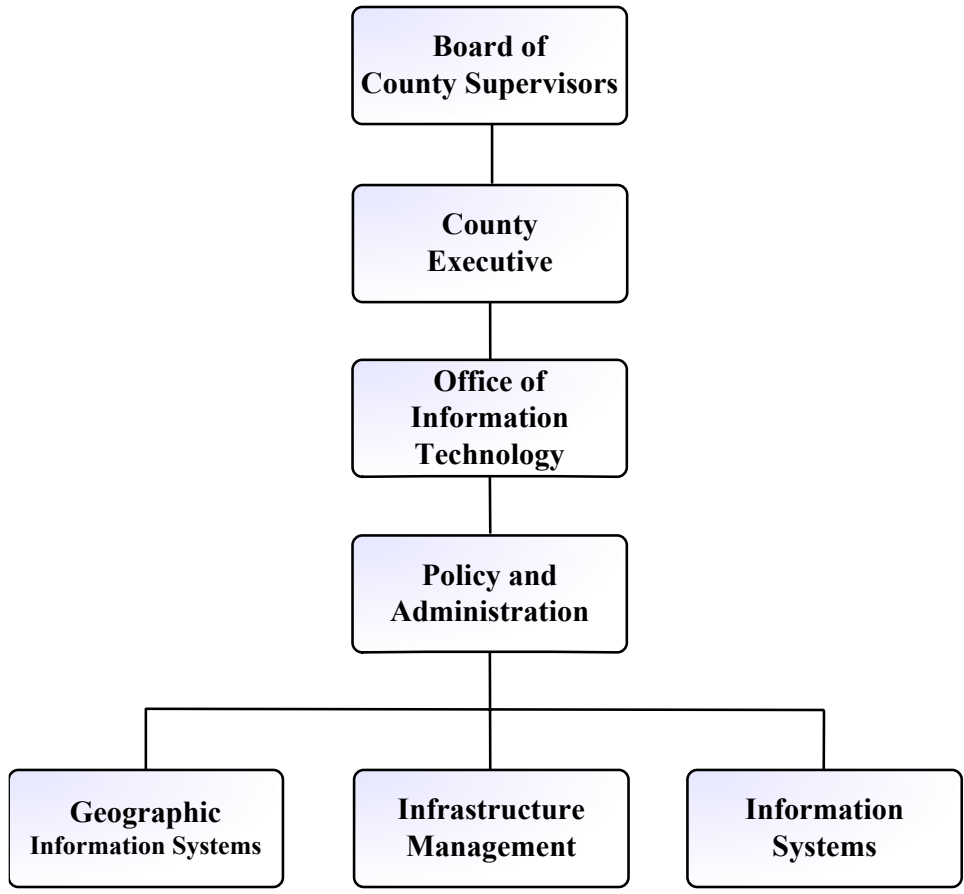 Board of
County Supervisors
County
Executive
Office of
Information
Technology
Policy and
Administration
Geographic
Information Systems
Infrastructure
Management
Information
Systems